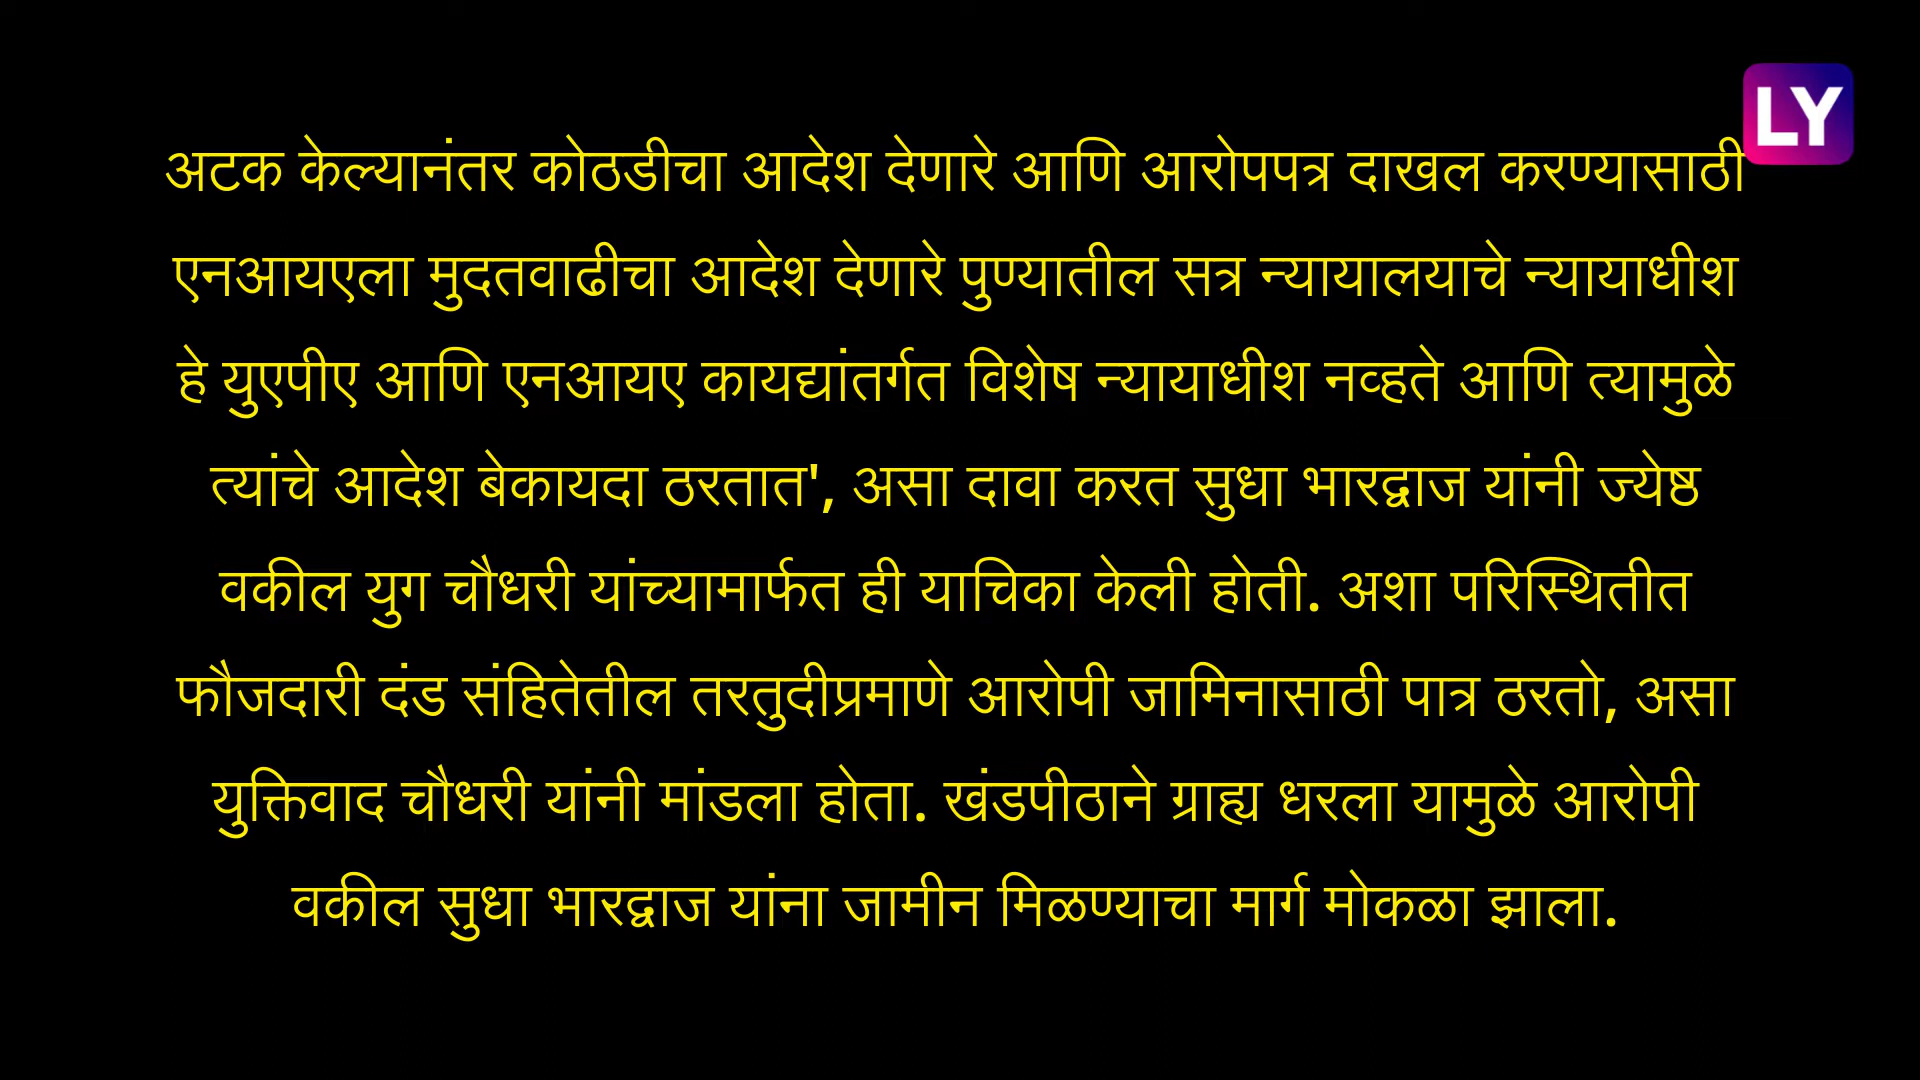 LY
अटक केल्यानंतर कोठडीचा आदेश देणारे आणि आरोपपत्र दाखल करण्यासाठी
एनआयएला मुदतवाढीचा आदेश देणारे पुण्यातील सत्र न्यायालयाचे न्यायाधीश
हे युएपीए आणि एनआयए कायद्यांतर्गत विशेष न्यायाधीश नव्हते आणि त्यामुळे
त्यांचे आदेश बेकायदा ठरतात', असा दावा करत सुधा भारद्वाज यांनी ज्येष्ठ
वकील युग चौधरी यांच्यामार्फत ही याचिका केली होती. अशा परिस्थितीत
फौजदारी दंड संहितेतील तरतुदीप्रमाणे आरोपी जामिनासाठी पात्र ठरतो, असा
युक्तिवाद चौधरी यांनी मांडला होता. खंडपीठाने ग्राह्य धरला यामुळे आरोपी
वकील सुधा भारद्वाज यांना जामीन मिळण्याचा मार्ग मोकळा झाला.